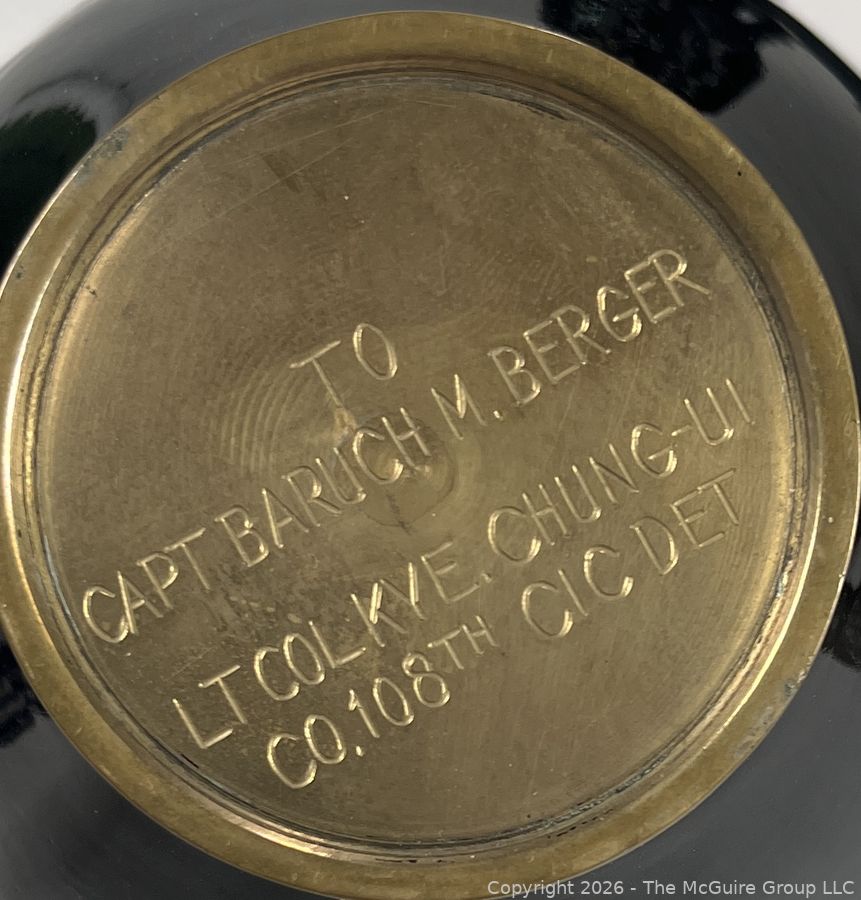 TO
CAPT BARUCH M. BERGER
LT COL KYE. CHUNG-UI
CO. 108TH CIC DET
Copyright 2026 - The McGuire Group LLC